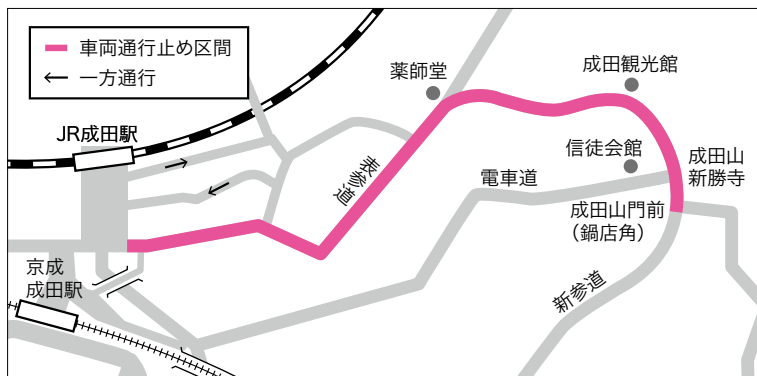 車両通行止め区間
一方通行
JR成田駅
薬師堂
成田観光館
信徒会館
成田山
新勝寺
表参道
電車道
成田山門前
（鍋店角）
京成
成田駅
新参道